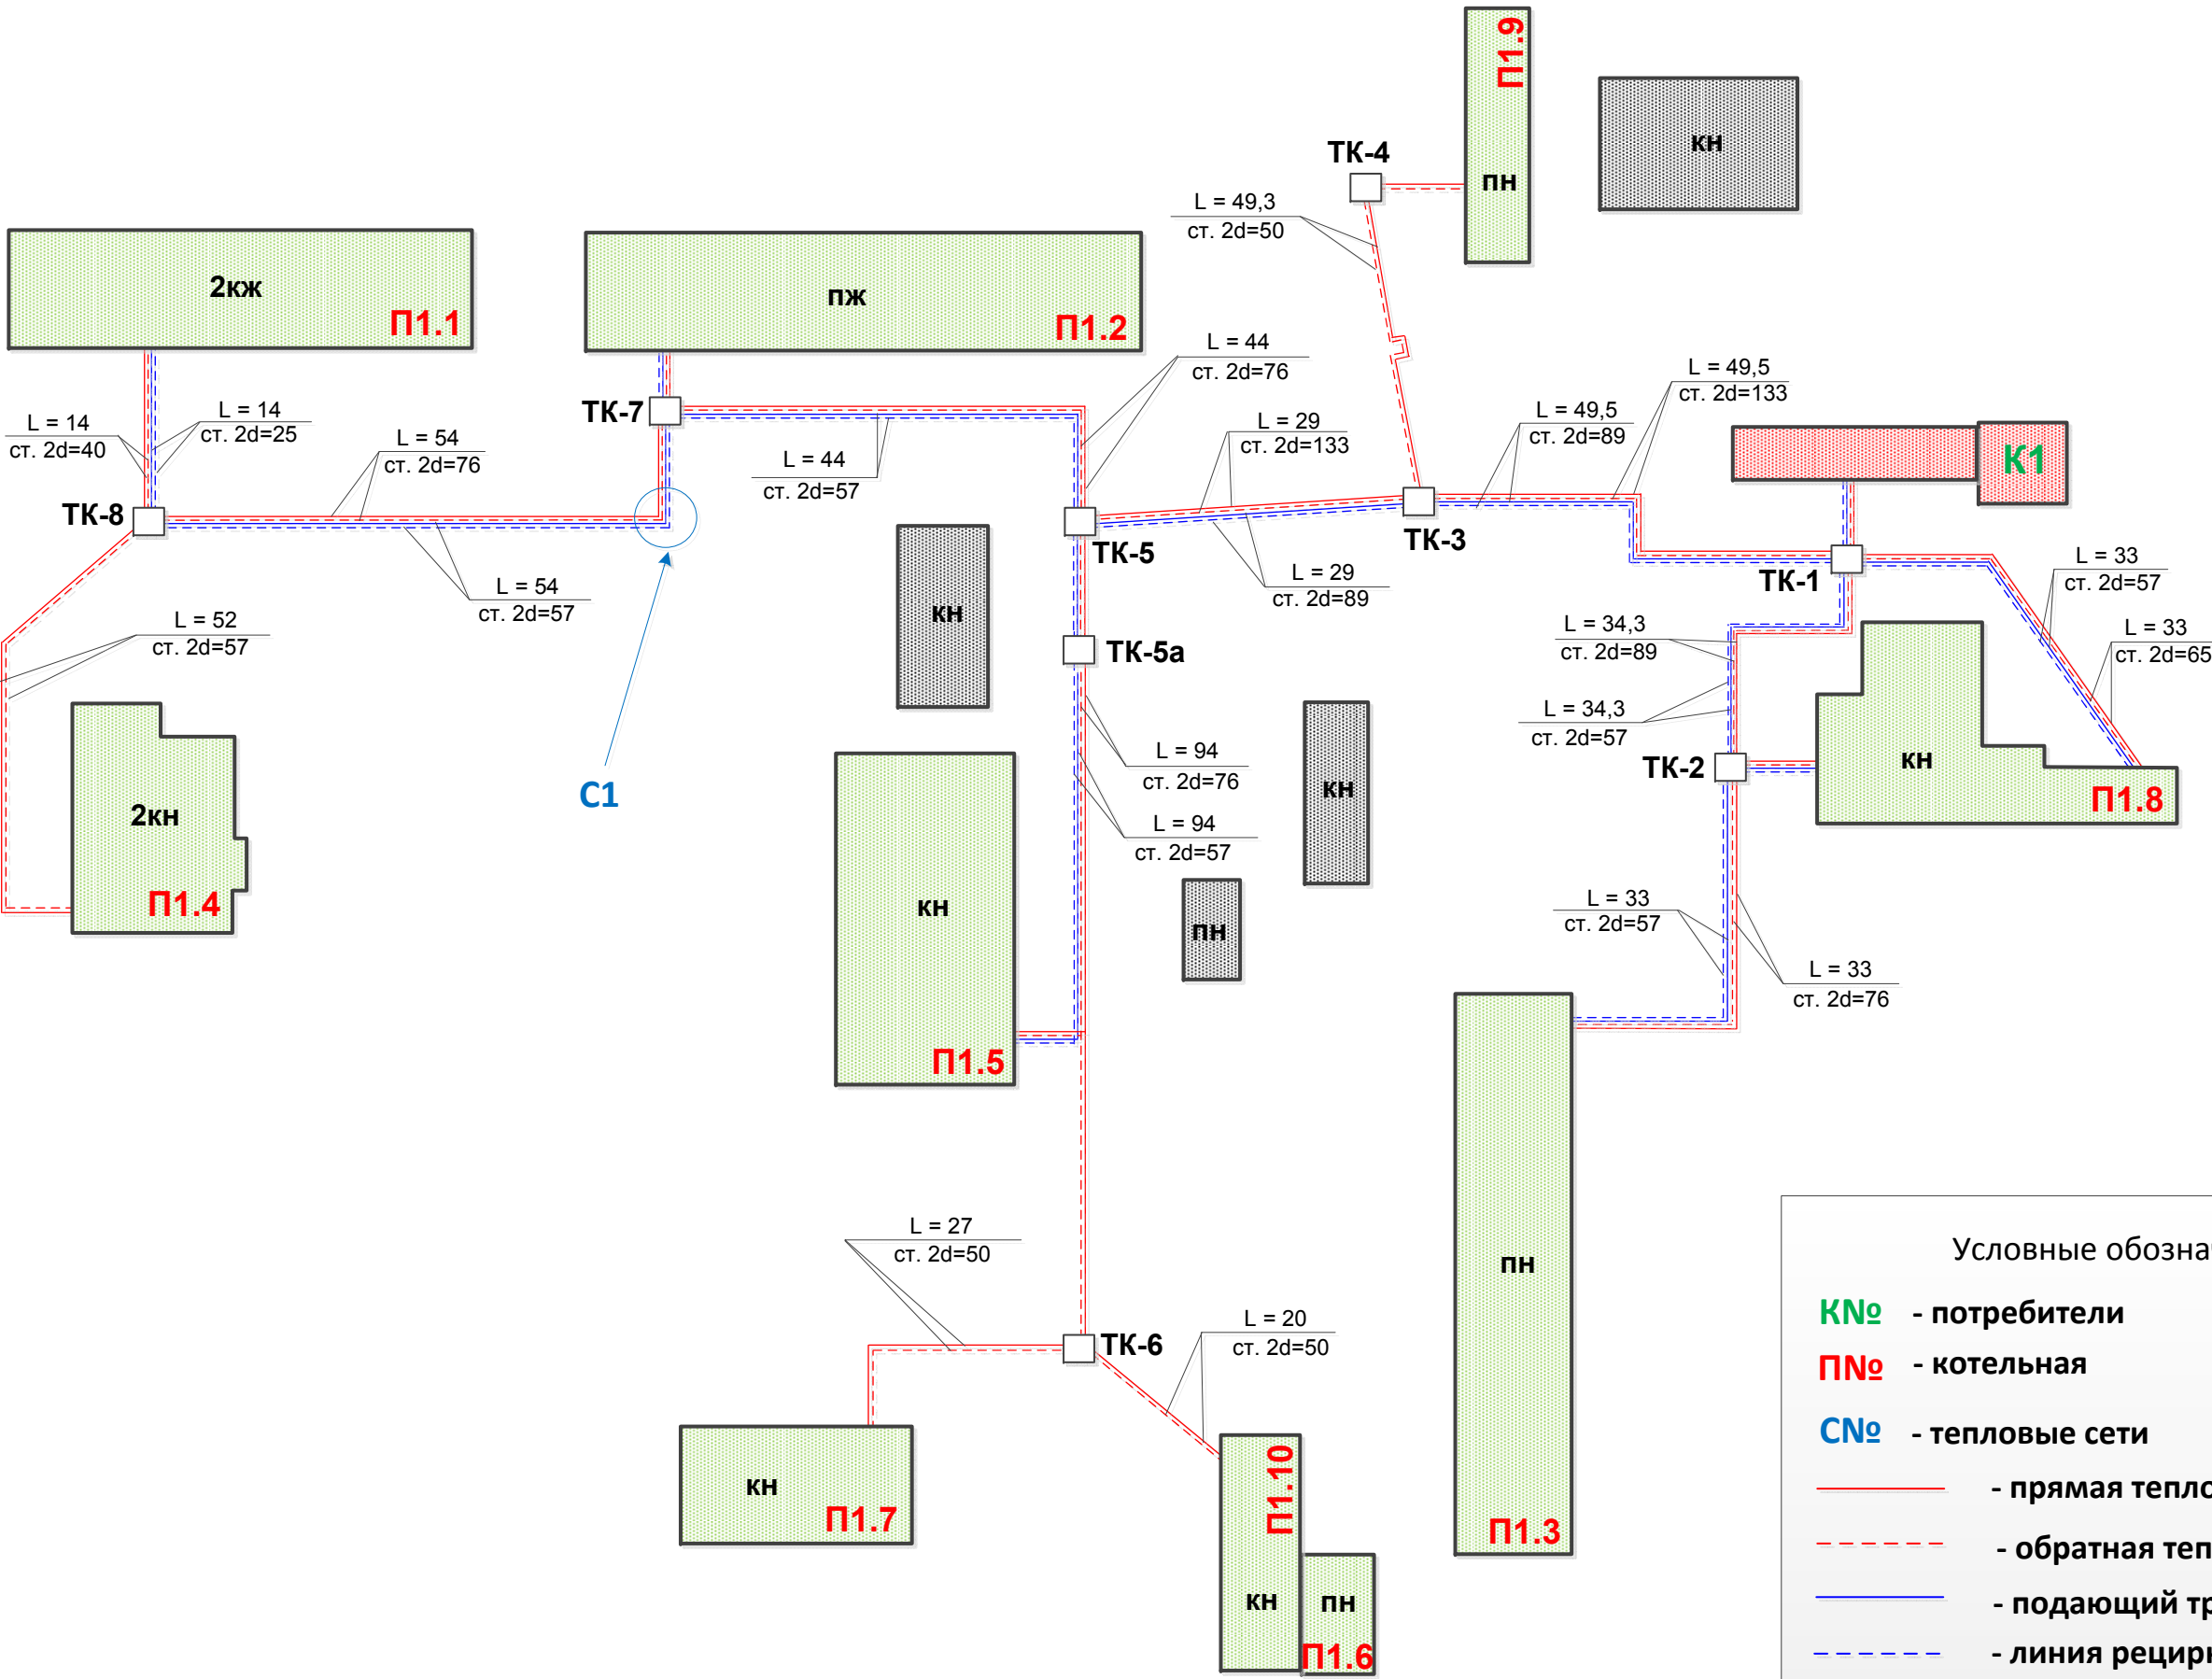 П1.9
пн
кн
ТК-4
L = 49,3
ст. 2d=50
2кж
П1.1
пж
П1.2
L = 44
ст. 2d=76
L = 49,5
ст. 2d=133
L = 49,5
ст. 2d=89
L = 14
ст. 2d=40
L = 14
ст. 2d=25
L = 54
ст. 2d=76
ТК-7
L = 44
ст. 2d=57
L = 29
ст. 2d=133
К1
ТК-8
ТК-5
ТК-3
ТК-1
L = 33
ст. 2d=57
L = 54
ст. 2d=57
L = 29
ст. 2d=89
кн
L = 52
ст. 2d=57
ТК-5а
L = 34,3
ст. 2d=89
L = 33
ст. 2d=65
L = 34,3
ст. 2d=57
С1
L = 94
ст. 2d=76
L = 94
ст. 2d=57
кн
ТК-2
кн
П1.8
2кн
П1.4
кн
П1.5
пн
L = 33
ст. 2d=57
L = 33
ст. 2d=76
L = 27
ст. 2d=50
ТК-6
L = 20
ст. 2d=50
пн
П1.3
кн
П1.7
П1.10
кн
пн
П1.6
Условные обозна
К№ - потребители
П№ - котельная
С№ - тепловые сети
- прямая тепло
- обратная теп
- подающий тр
- линия рецирк